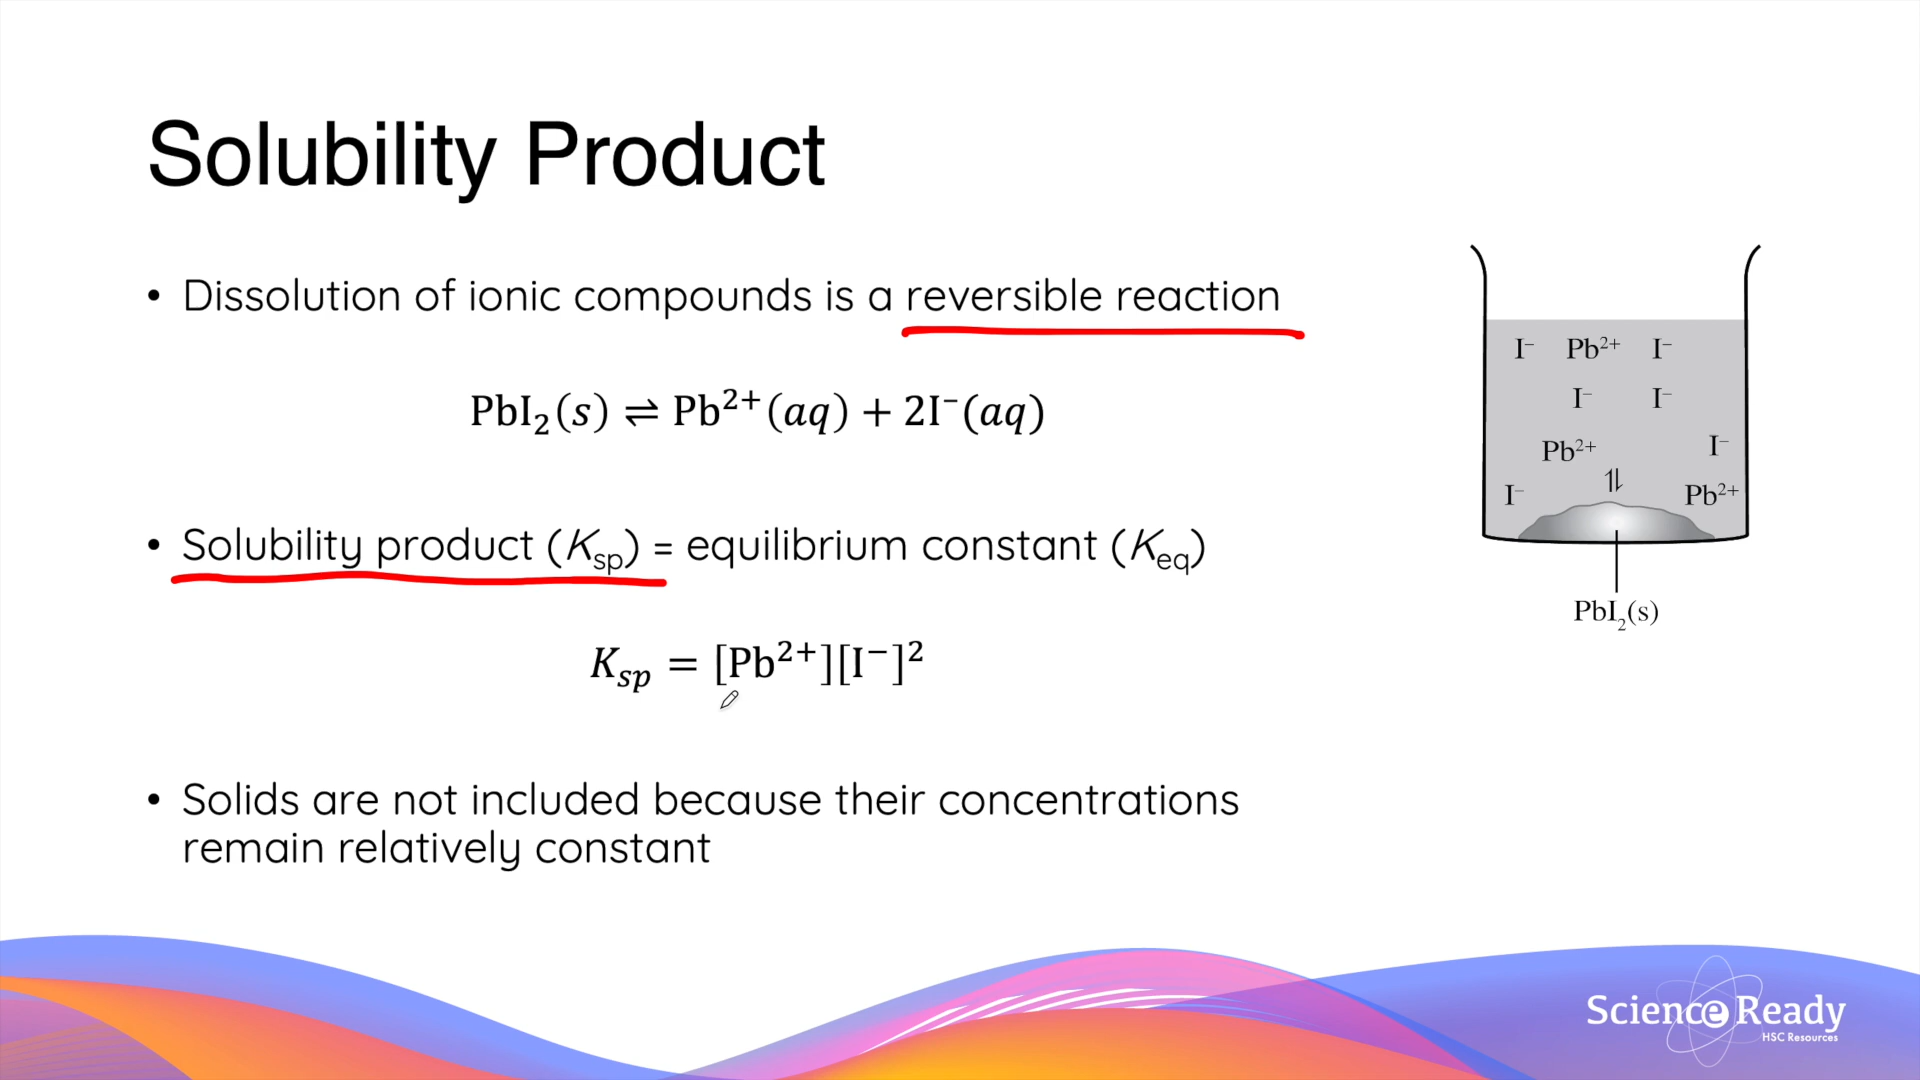 Solubility Product
• Dissolution of ionic compounds is a reversible reaction
PbI₂(s) ⇌ Pb²⁺(aq) + 2I⁻(aq)
• Solubility product (Ksp) = equilibrium constant (Keq)
Ksp = [Pb²⁺][I⁻]²
• Solids are not included because their concentrations
remain relatively constant
I⁻ Pb²⁺ I⁻
I⁻ I⁻
Pb²⁺ I⁻
⇌
I⁻ Pb²⁺
PbI₂(s)
Science Ready
HSC Resources